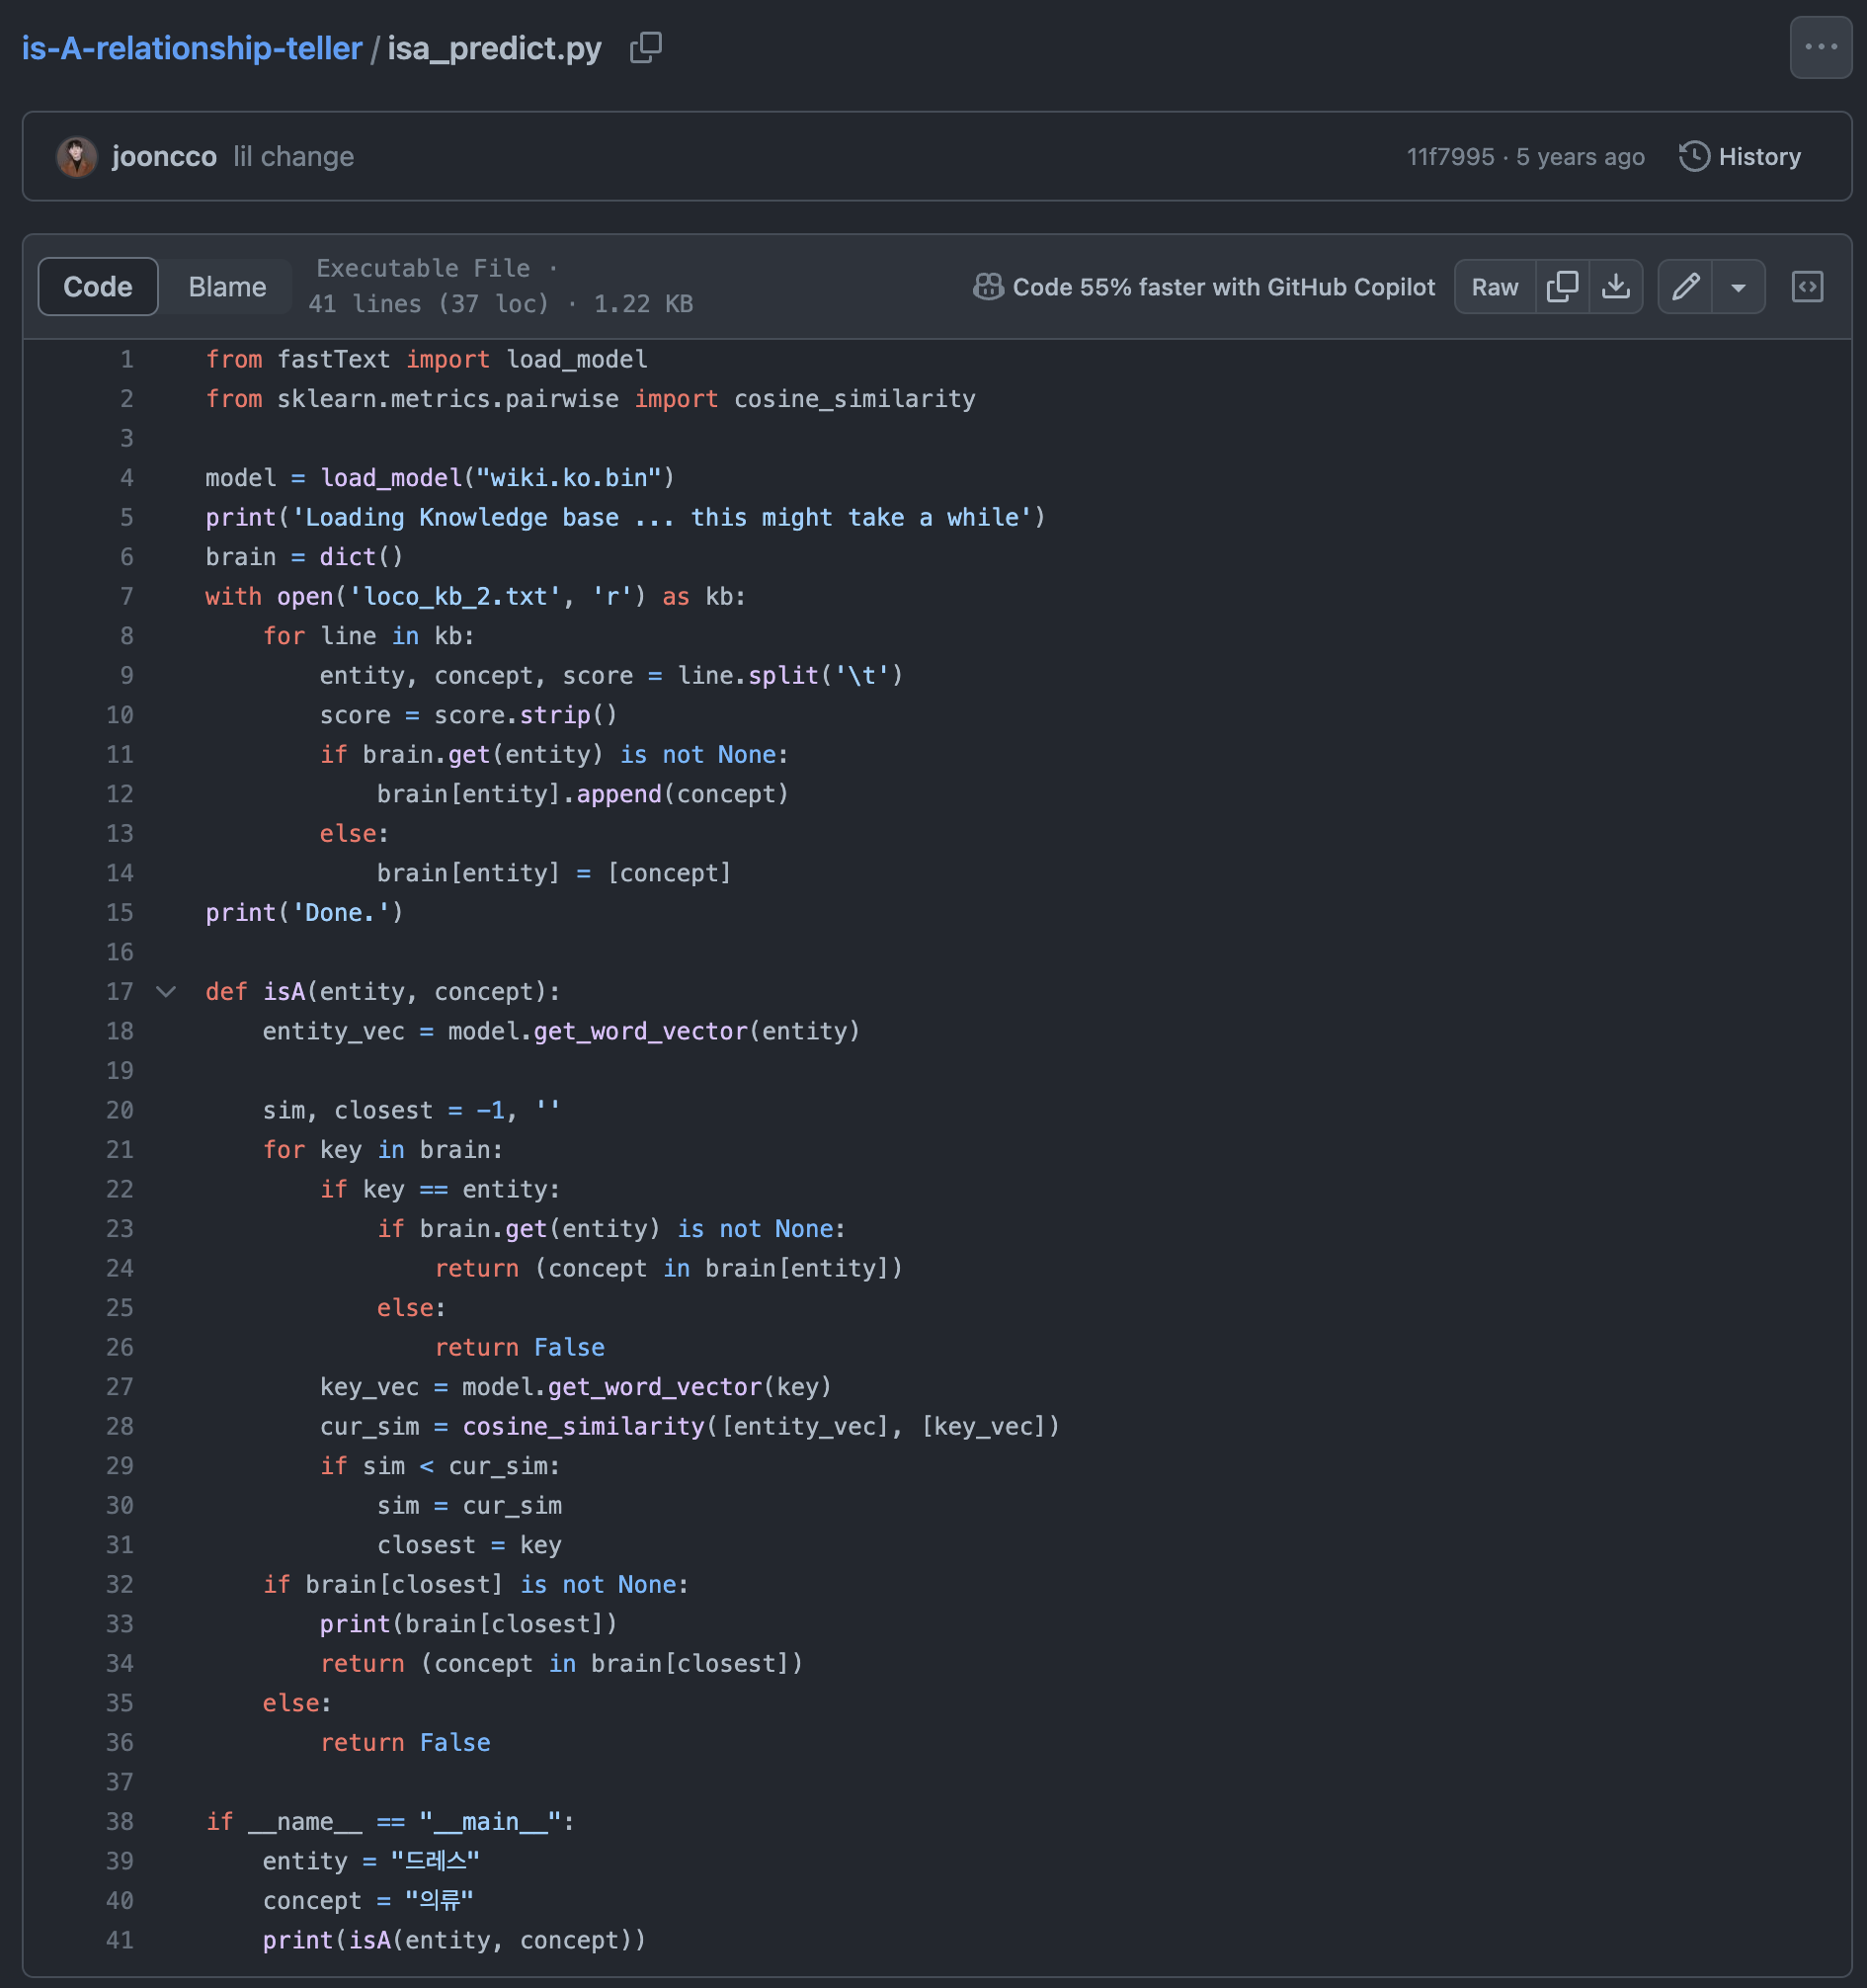 is-A-relationship-teller / isa_predict.py
jooncco lil change 11f7995 · 5 years ago History
Code Blame Executable File ·
41 lines (37 loc) · 1.22 KB Code 55% faster with GitHub Copilot Raw
1 from fastText import load_model
2 from sklearn.metrics.pairwise import cosine_similarity
3
4 model = load_model("wiki.ko.bin")
5 print('Loading Knowledge base ... this might take a while')
6 brain = dict()
7 with open('loco_kb_2.txt', 'r') as kb:
8     for line in kb:
9         entity, concept, score = line.split('\t')
10         score = score.strip()
11         if brain.get(entity) is not None:
12             brain[entity].append(concept)
13         else:
14             brain[entity] = [concept]
15 print('Done.')
16
17 def isA(entity, concept):
18     entity_vec = model.get_word_vector(entity)
19
20     sim, closest = -1, ''
21     for key in brain:
22         if key == entity:
23             if brain.get(entity) is not None:
24                 return (concept in brain[entity])
25             else:
26                 return False
27         key_vec = model.get_word_vector(key)
28         cur_sim = cosine_similarity([entity_vec], [key_vec])
29         if sim < cur_sim:
30             sim = cur_sim
31             closest = key
32     if brain[closest] is not None:
33         print(brain[closest])
34         return (concept in brain[closest])
35     else:
36         return False
37
38 if __name__ == "__main__":
39     entity = "드레스"
40     concept = "의류"
41     print(isA(entity, concept))